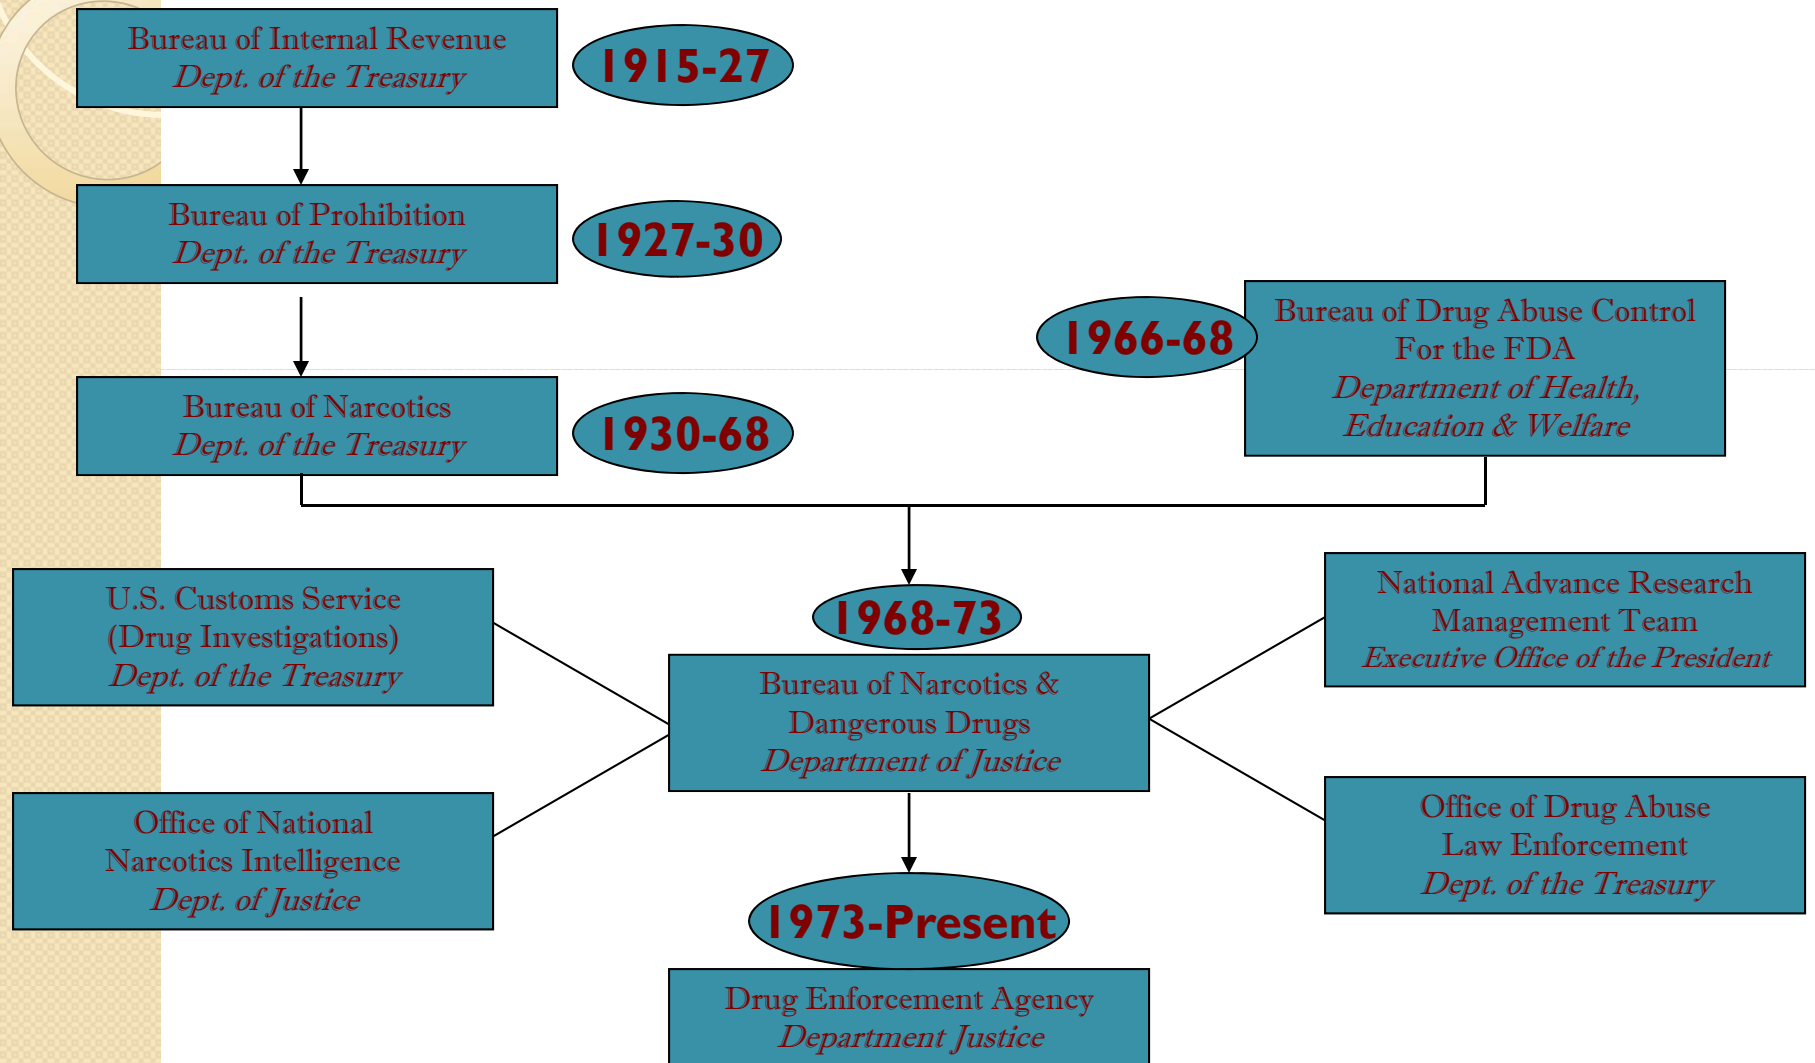 Bureau of Internal Revenue
Dept. of the Treasury
1915-27
Bureau of Prohibition
Dept. of the Treasury
1927-30
Bureau of Narcotics
Dept. of the Treasury
1930-68
1966-68
Bureau of Drug Abuse Control
For the FDA
Department of Health,
Education & Welfare
U.S. Customs Service
(Drug Investigations)
Dept. of the Treasury
Office of National
Narcotics Intelligence
Dept. of Justice
1968-73
Bureau of Narcotics &
Dangerous Drugs
Department of Justice
National Advance Research
Management Team
Executive Office of the President
Office of Drug Abuse
Law Enforcement
Dept. of the Treasury
1973-Present
Drug Enforcement Agency
Department Justice